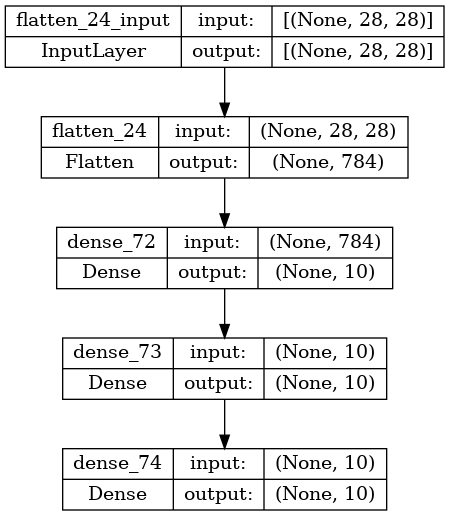 flatten_24_input input: [(None, 28, 28)]
InputLayer output: [(None, 28, 28)]
flatten_24 input: (None, 28, 28)
Flatten output: (None, 784)
dense_72 input: (None, 784)
Dense output: (None, 10)
dense_73 input: (None, 10)
Dense output: (None, 10)
dense_74 input: (None, 10)
Dense output: (None, 10)